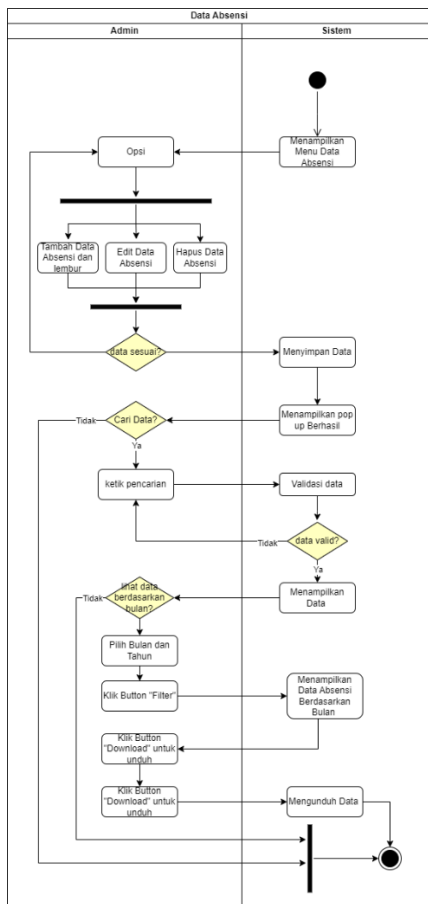 Data Absensi
Admin
Sistem
Menampilkan
Menu Data
Absensi
Opsi
Tambah Data
Absensi dan
lembur
Edit Data
Absensi
Hapus Data
Absensi
data sesuai?
Menyimpan Data
Menampilkan pop
up Berhasil
Cari Data?
Tidak
Ya
ketik pencarian
Validasi data
data valid?
Tidak
Ya
Menampilkan
Data
lihat data
berdasarkan
bulan?
Tidak
Pilih Bulan dan
Tahun
Klik Button "Filter"
Menampilkan
Data Absensi
Berdasarkan
Bulan
Klik Button
"Download" untuk
unduh
Klik Button
"Download" untuk
unduh
Mengunduh Data